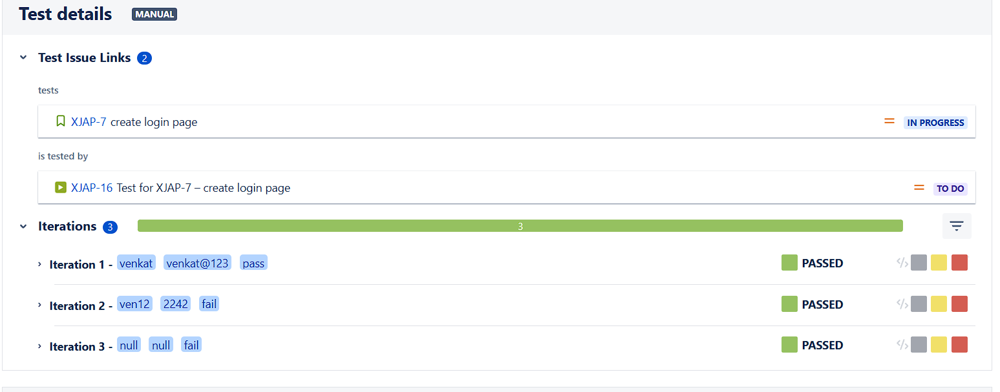 Test details MANUAL
Test Issue Links 2
tests
XJAP-7 create login page IN PROGRESS
is tested by
XJAP-16 Test for XJAP-7 – create login page TO DO
Iterations 3 3
Iteration 1 - venkat venkat@123 pass PASSED </>
Iteration 2 - ven12 2242 fail PASSED </>
Iteration 3 - null null fail PASSED </>